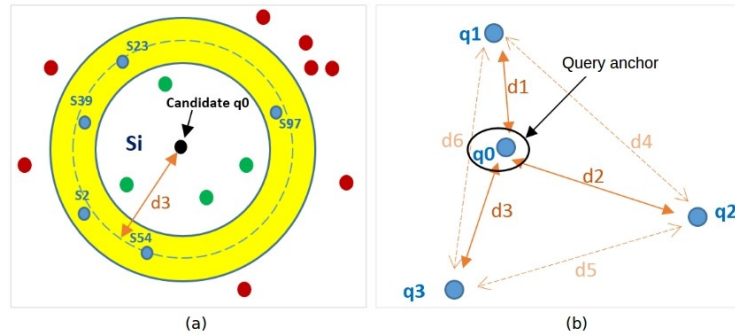 S23
Candidate q0
S39
S97
Si
S2
d3
S54
(a)
q1
Query anchor
d1
d6
d4
q0
d2
d3
q2
d5
q3
(b)